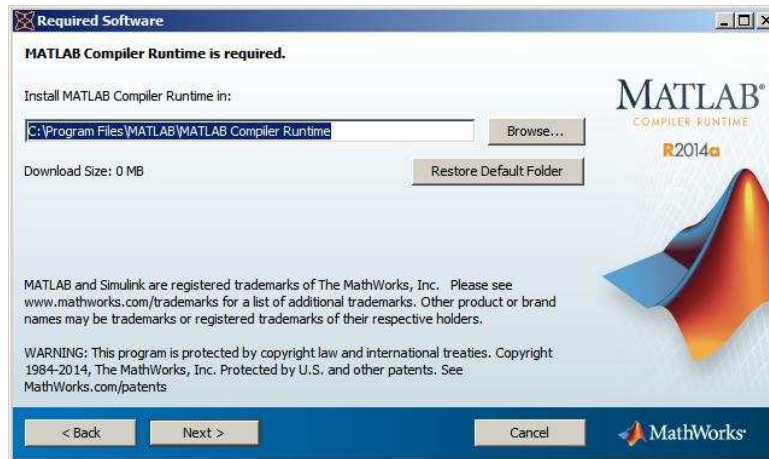 Required Software
MATLAB Compiler Runtime is required.
Install MATLAB Compiler Runtime in:
C:\Program Files\MATLAB\MATLAB Compiler Runtime
Browse...
Download Size: 0 MB
Restore Default Folder
MATLAB®
COMPILER RUNTIME
R2014a
MATLAB and Simulink are registered trademarks of The MathWorks, Inc. Please see
www.mathworks.com/trademarks for a list of additional trademarks. Other product or brand
names may be trademarks or registered trademarks of their respective holders.
WARNING: This program is protected by copyright law and international treaties. Copyright
1984-2014, The MathWorks, Inc. Protected by U.S. and other patents. See
MathWorks.com/patents
< Back
Next >
Cancel
MathWorks®